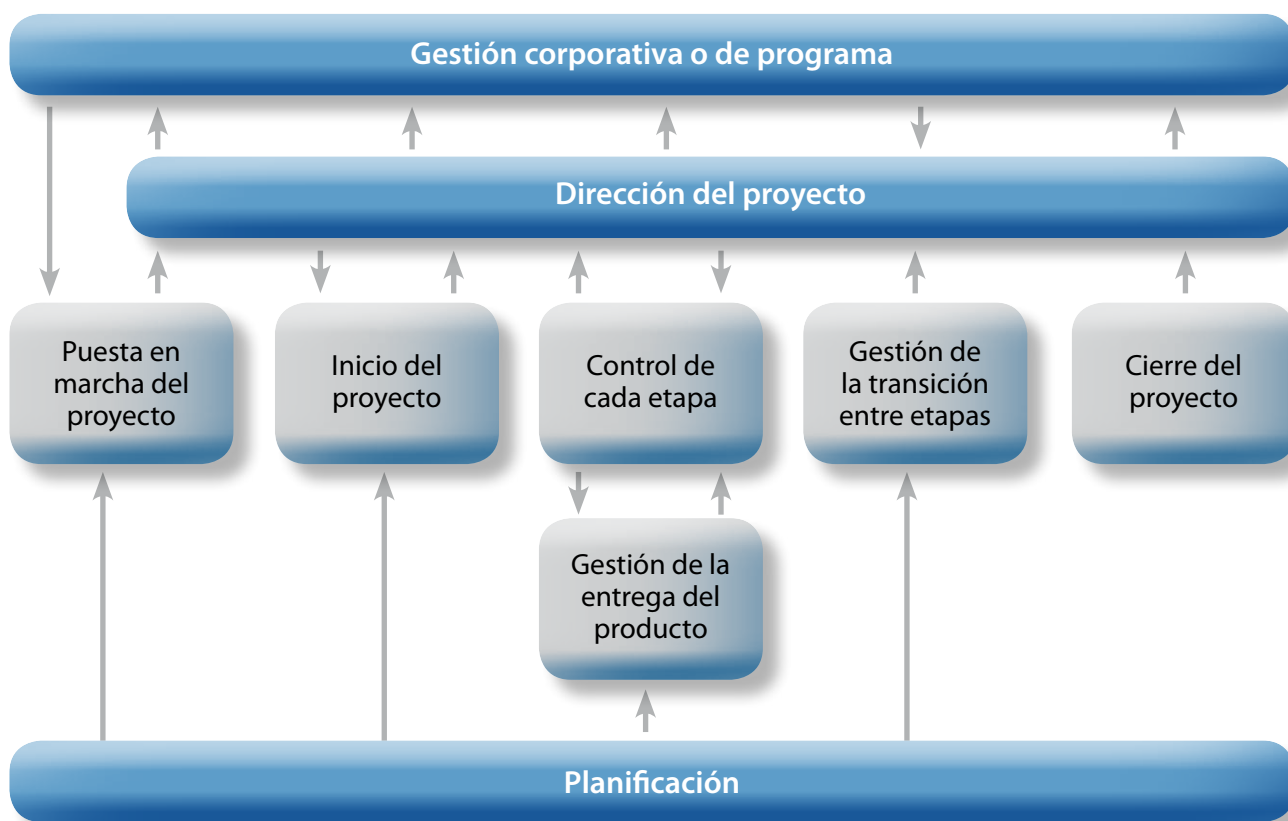 Gestión corporativa o de programa
Dirección del proyecto
Puesta en
marcha del
proyecto
Inicio del
proyecto
Control de
cada etapa
Gestión de
la transición
entre etapas
Cierre del
proyecto
Gestión de la
entrega del
producto
Planificación